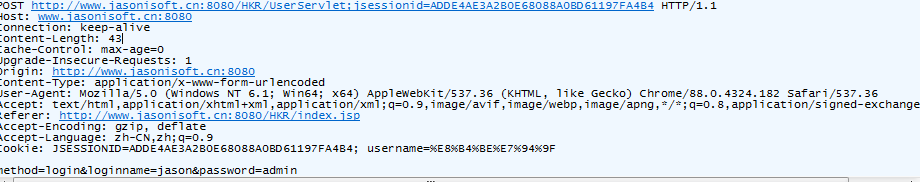 POST http://www.jasonisoft.cn:8080/HKR/UserServlet;jsessionid=ADDE4AE3A2B0E68088A0BD61197FA4B4 HTTP/1.1
Host: www.jasonisoft.cn:8080
Connection: keep-alive
Content-Length: 43
Cache-Control: max-age=0
Upgrade-Insecure-Requests: 1
Origin: http://www.jasonisoft.cn:8080
Content-Type: application/x-www-form-urlencoded
User-Agent: Mozilla/5.0 (Windows NT 6.1; Win64; x64) AppleWebKit/537.36 (KHTML, like Gecko) Chrome/88.0.4324.182 Safari/537.36
Accept: text/html,application/xhtml+xml,application/xml;q=0.9,image/avif,image/webp,image/apng,*/*;q=0.8,application/signed-exchange
Referer: http://www.jasonisoft.cn:8080/HKR/index.jsp
Accept-Encoding: gzip, deflate
Accept-Language: zh-CN,zh;q=0.9
Cookie: JSESSIONID=ADDE4AE3A2B0E68088A0BD61197FA4B4; username=%E8%B4%BE%E7%94%9F
method=login&loginname=jason&password=admin